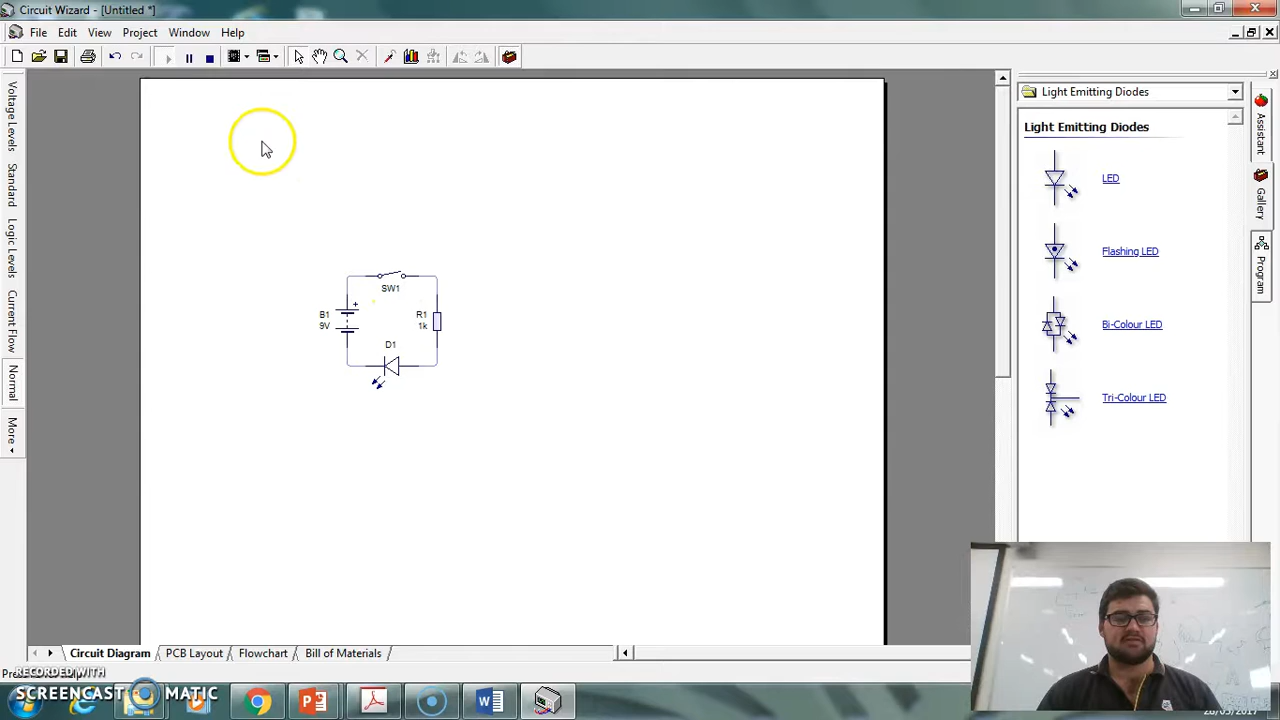 Circuit Wizard - [Untitled *]
File Edit View Project Window Help
Voltage Levels
Standard
Logic Levels
Current Flow
Normal
More
SW1
B1
9V
R1
1k
D1
Light Emitting Diodes
Light Emitting Diodes
LED
Flashing LED
Bi-Colour LED
Tri-Colour LED
Assistant
Gallery
Program
Circuit Diagram PCB Layout Flowchart Bill of Materials
RECORDED WITH
SCREENCAST MATIC